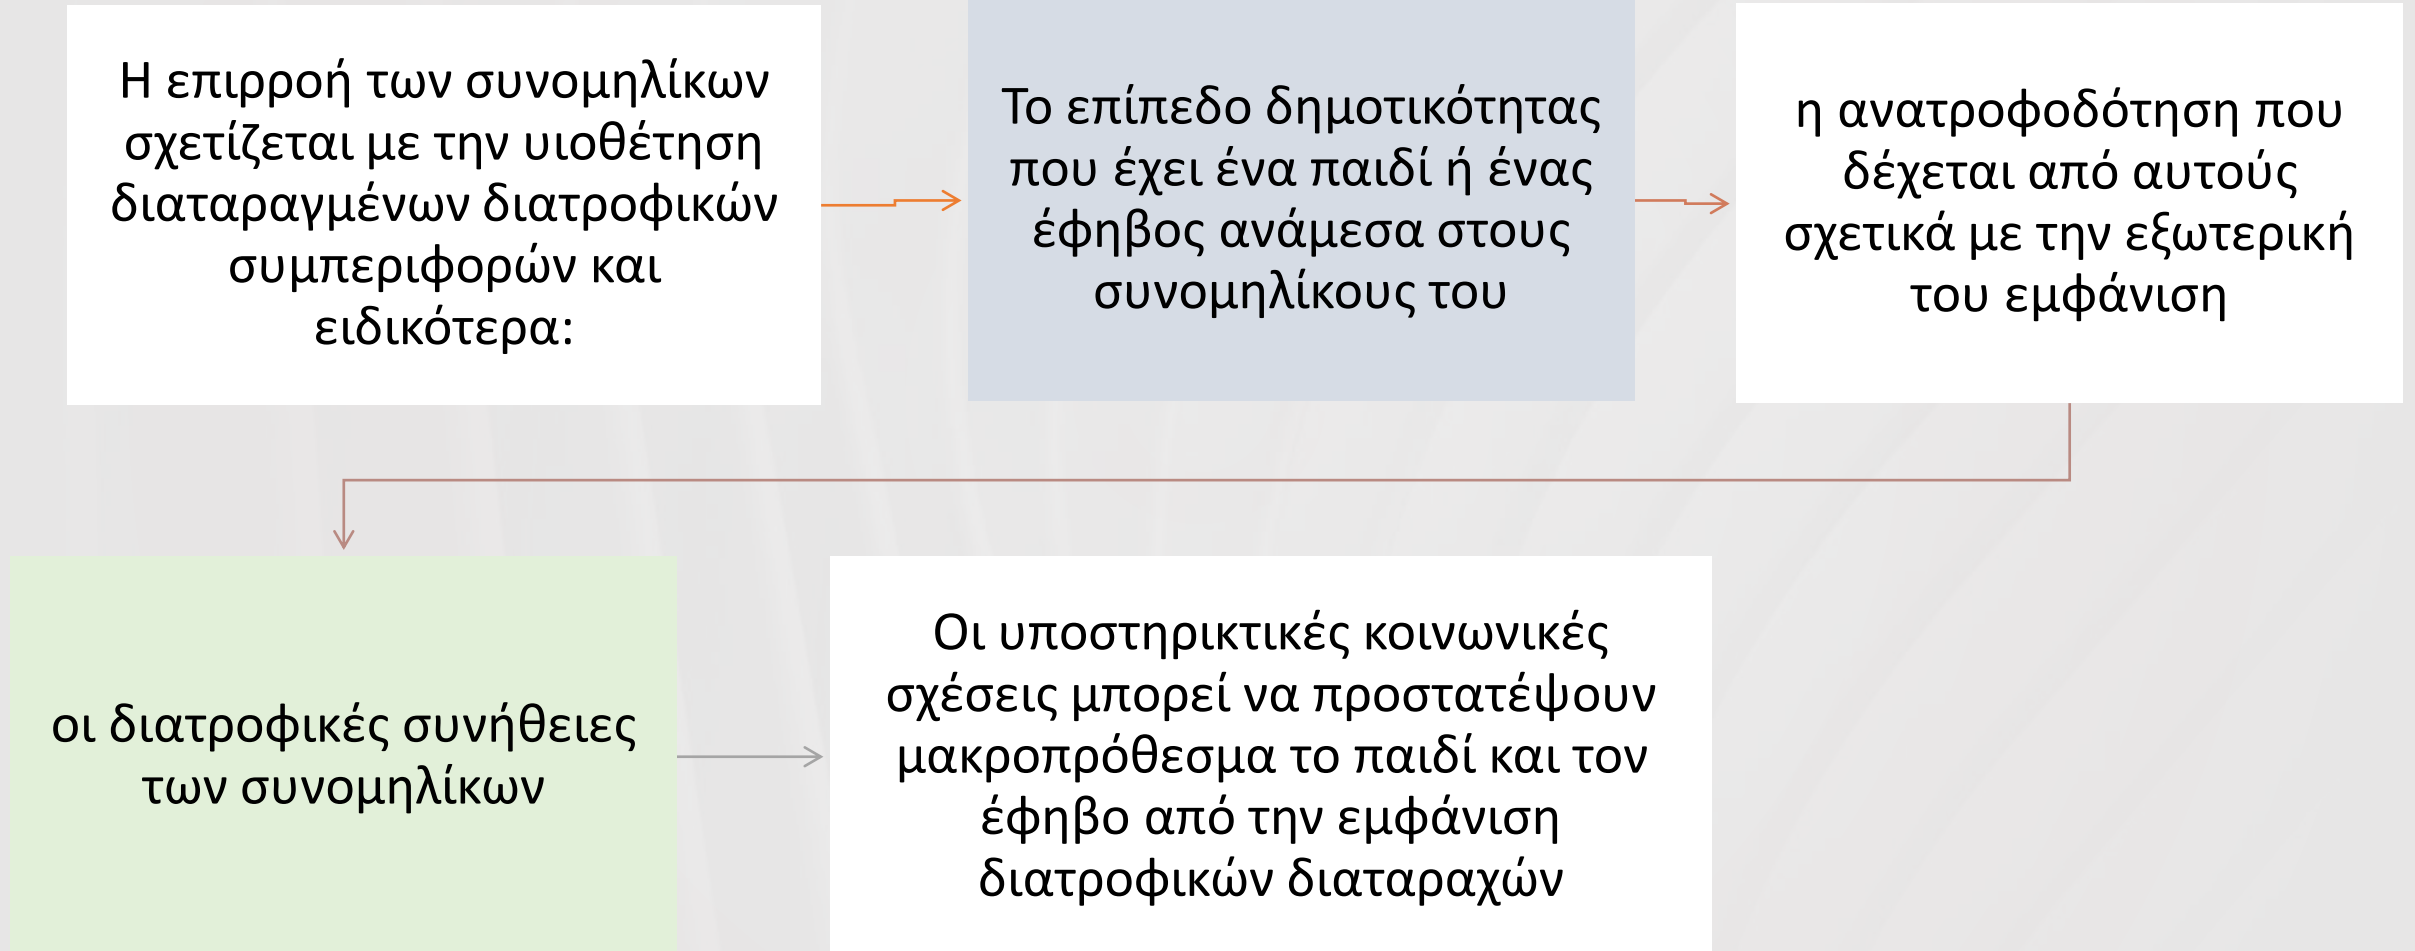 Η επιρροή των συνομηλίκων
σχετίζεται με την υιοθέτηση
διαταραγμένων διατροφικών
συμπεριφορών και
ειδικότερα:
Το επίπεδο δημοτικότητας
που έχει ένα παιδί ή ένας
έφηβος ανάμεσα στους
συνομηλίκους του
η ανατροφοδότηση που
δέχεται από αυτούς
σχετικά με την εξωτερική
του εμφάνιση
οι διατροφικές συνήθειες
των συνομηλίκων
Οι υποστηρικτικές κοινωνικές
σχέσεις μπορεί να προστατέψουν
μακροπρόθεσμα το παιδί και τον
έφηβο από την εμφάνιση
διατροφικών διαταραχών